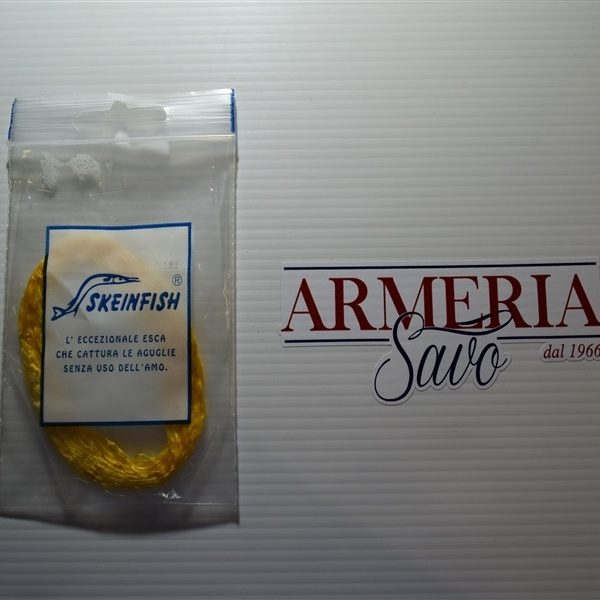 SKEINFISH ®
L' ECCEZIONALE ESCA
CHE CATTURA LE AGUGLIE
SENZA USO DELL'AMO.
ARMERIA
Savo
dal 1966